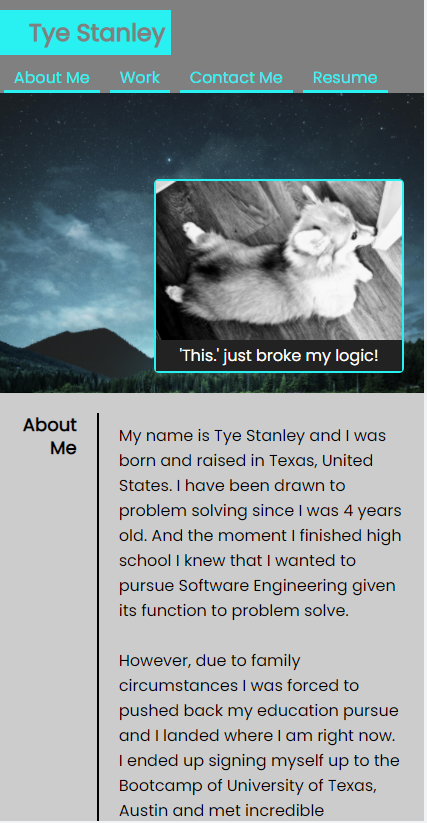 Tye Stanley
About Me Work Contact Me Resume
'This.' just broke my logic!
About
Me
My name is Tye Stanley and I was
born and raised in Texas, United
States. I have been drawn to
problem solving since I was 4 years
old. And the moment I finished high
school I knew that I wanted to
pursue Software Engineering given
its function to problem solve.
However, due to family
circumstances I was forced to
pushed back my education pursue
and I landed where I am right now.
I ended up signing myself up to the
Bootcamp of University of Texas,
Austin and met incredible